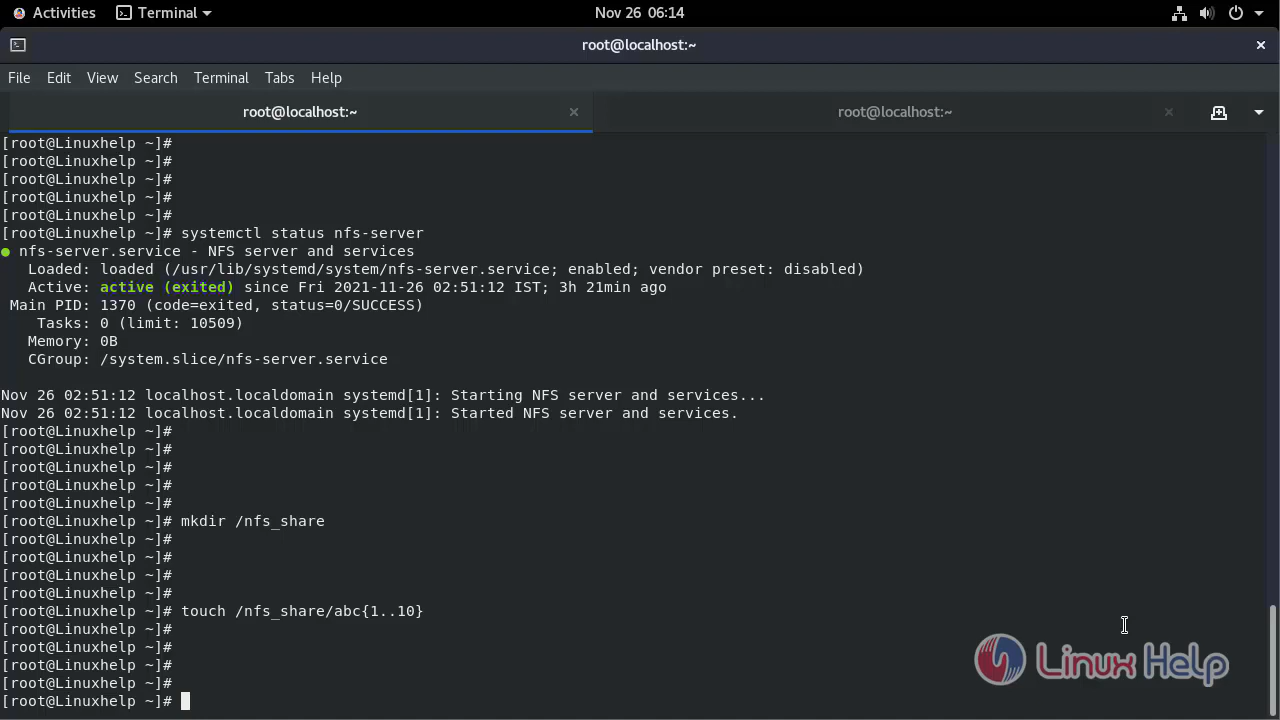 Activities Terminal Nov 26 06:14
root@localhost:~
File Edit View Search Terminal Tabs Help
root@localhost:~ root@localhost:~
[root@Linuxhelp ~]#
[root@Linuxhelp ~]#
[root@Linuxhelp ~]#
[root@Linuxhelp ~]#
[root@Linuxhelp ~]#
[root@Linuxhelp ~]# systemctl status nfs-server
● nfs-server.service - NFS server and services
Loaded: loaded (/usr/lib/systemd/system/nfs-server.service; enabled; vendor preset: disabled)
Active: active (exited) since Fri 2021-11-26 02:51:12 IST; 3h 21min ago
Main PID: 1370 (code=exited, status=0/SUCCESS)
Tasks: 0 (limit: 10509)
Memory: 0B
CGroup: /system.slice/nfs-server.service
Nov 26 02:51:12 localhost.localdomain systemd[1]: Starting NFS server and services...
Nov 26 02:51:12 localhost.localdomain systemd[1]: Started NFS server and services.
[root@Linuxhelp ~]#
[root@Linuxhelp ~]#
[root@Linuxhelp ~]#
[root@Linuxhelp ~]#
[root@Linuxhelp ~]#
[root@Linuxhelp ~]# mkdir /nfs_share
[root@Linuxhelp ~]#
[root@Linuxhelp ~]#
[root@Linuxhelp ~]#
[root@Linuxhelp ~]#
[root@Linuxhelp ~]# touch /nfs_share/abc{1..10}
[root@Linuxhelp ~]#
[root@Linuxhelp ~]#
[root@Linuxhelp ~]#
[root@Linuxhelp ~]#
[root@Linuxhelp ~]#
Linux Help